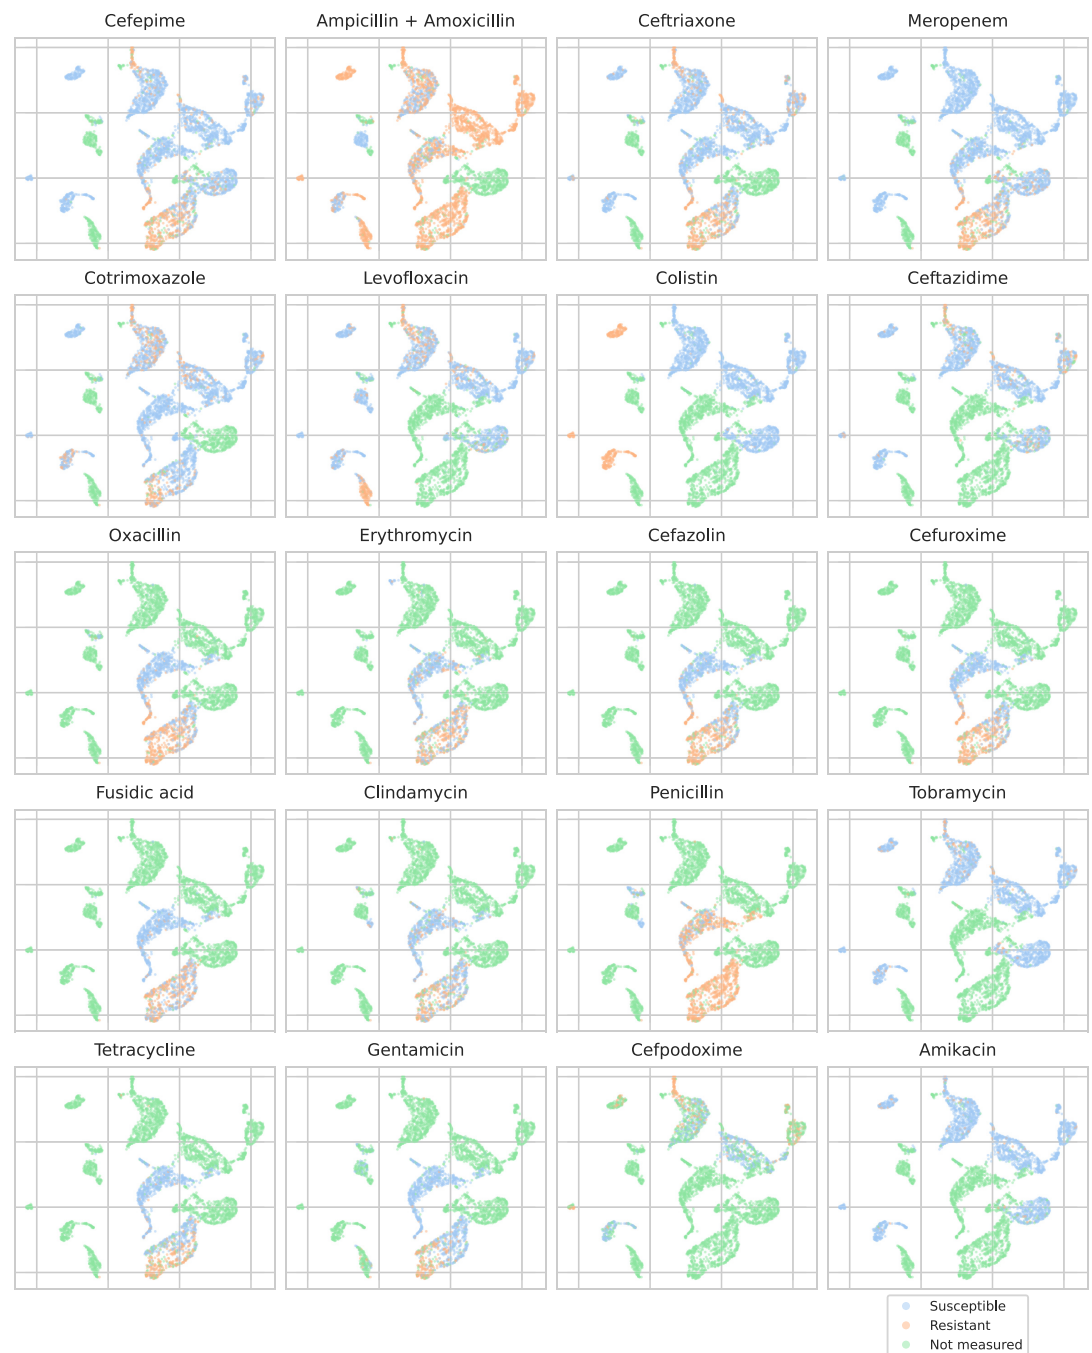 Cefepime
Ampicillin + Amoxicillin
Ceftriaxone
Meropenem
Cotrimoxazole
Levofloxacin
Colistin
Ceftazidime
Oxacillin
Erythromycin
Cefazolin
Cefuroxime
Fusidic acid
Clindamycin
Penicillin
Tobramycin
Tetracycline
Gentamicin
Cefpodoxime
Amikacin
Susceptible
Resistant
Not measured